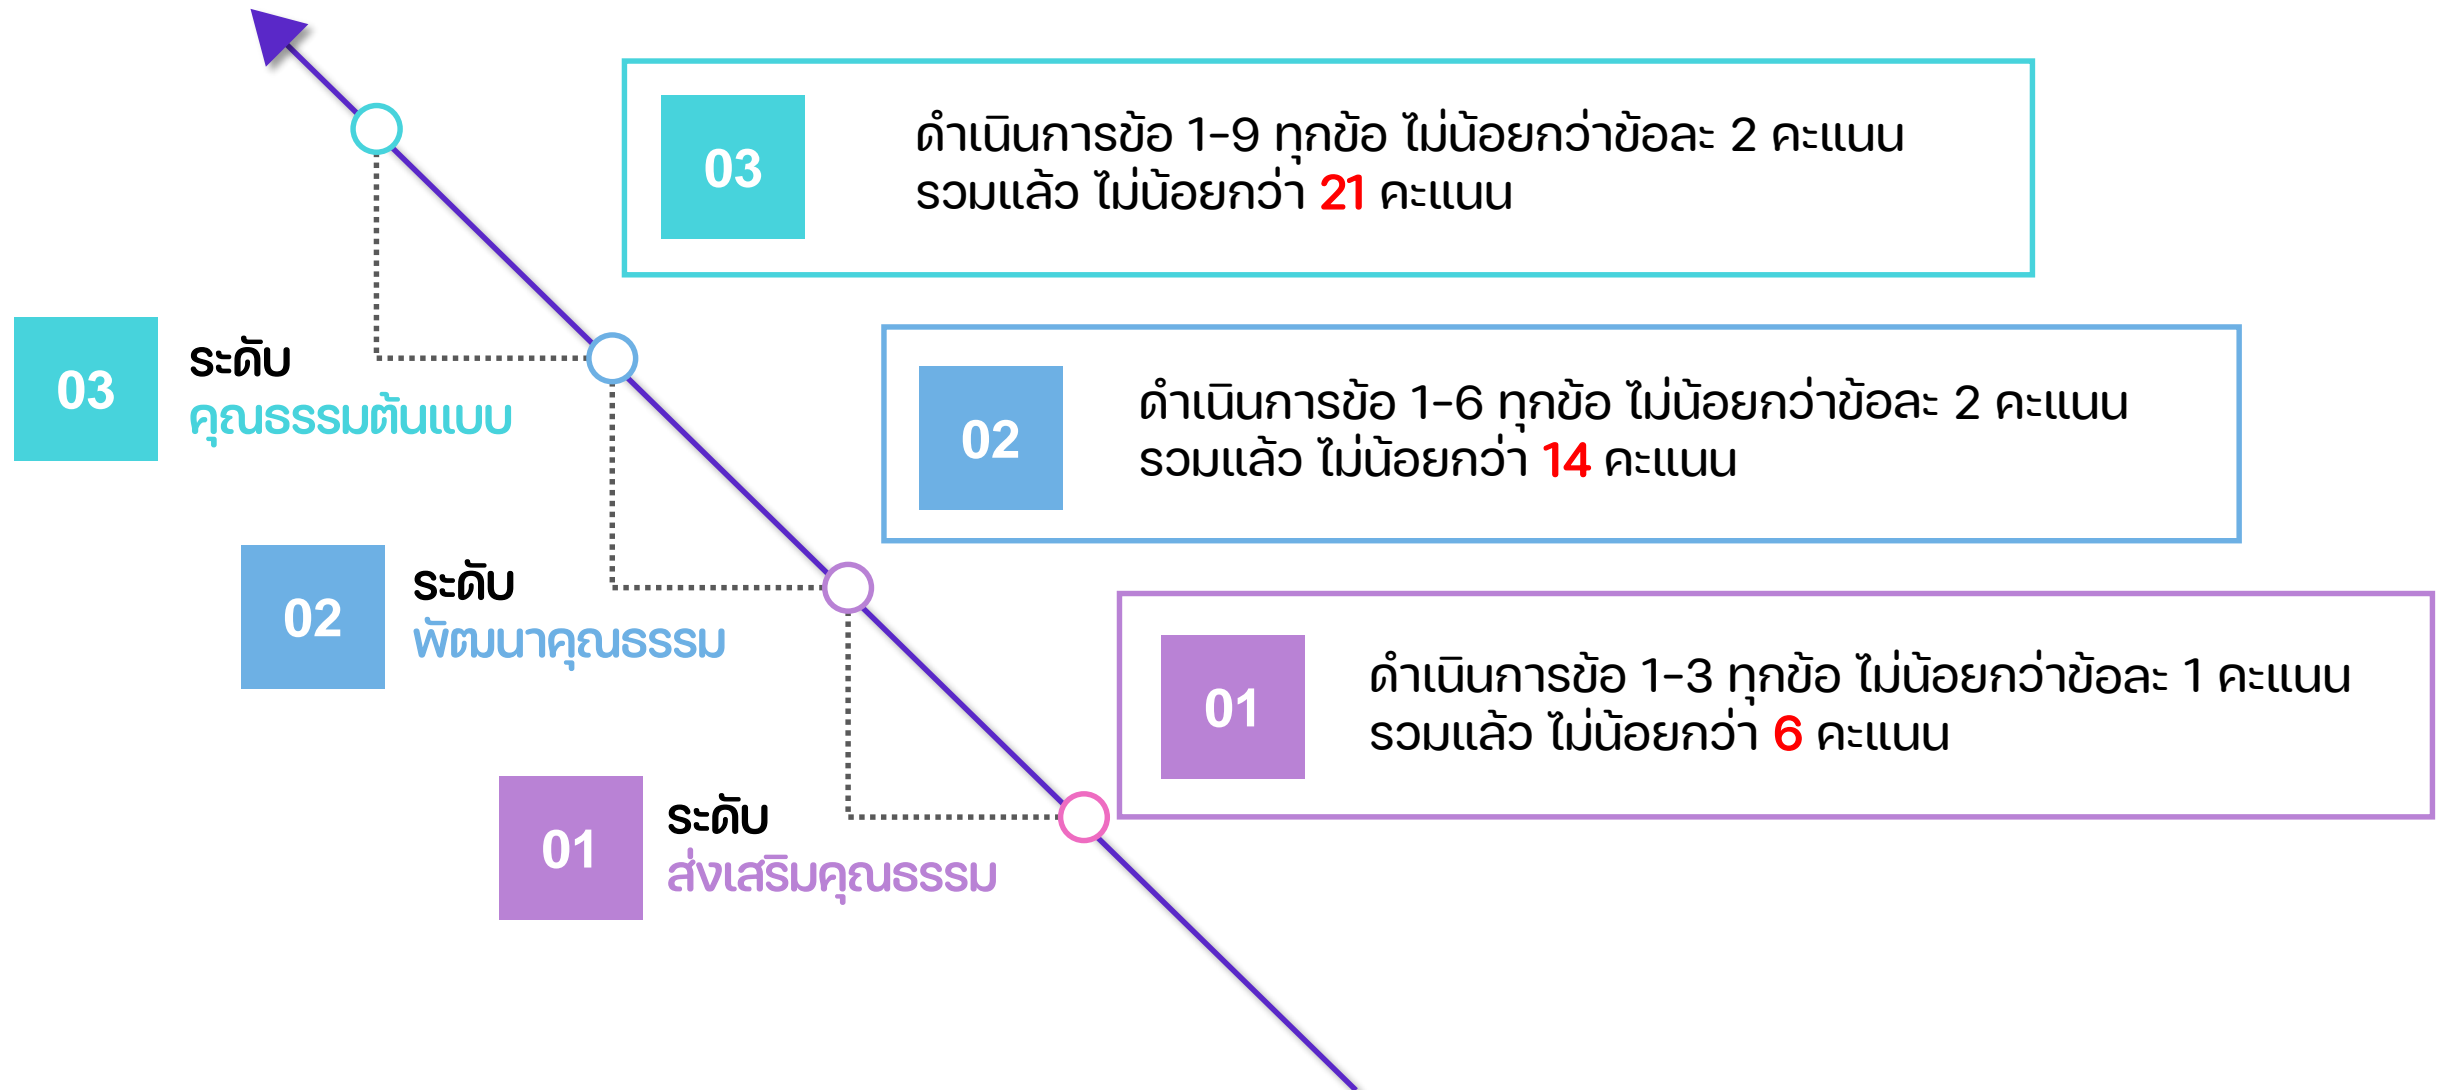 03
ดำเนินการข้อ 1-9 ทุกข้อ ไม่น้อยกว่าข้อละ 2 คะแนน
รวมแล้ว ไม่น้อยกว่า 21 คะแนน
03
ระดับ
คุณธรรมต้นแบบ
02
ดำเนินการข้อ 1-6 ทุกข้อ ไม่น้อยกว่าข้อละ 2 คะแนน
รวมแล้ว ไม่น้อยกว่า 14 คะแนน
02
ระดับ
พัฒนาคุณธรรม
01
ดำเนินการข้อ 1-3 ทุกข้อ ไม่น้อยกว่าข้อละ 1 คะแนน
รวมแล้ว ไม่น้อยกว่า 6 คะแนน
01
ระดับ
ส่งเสริมคุณธรรม